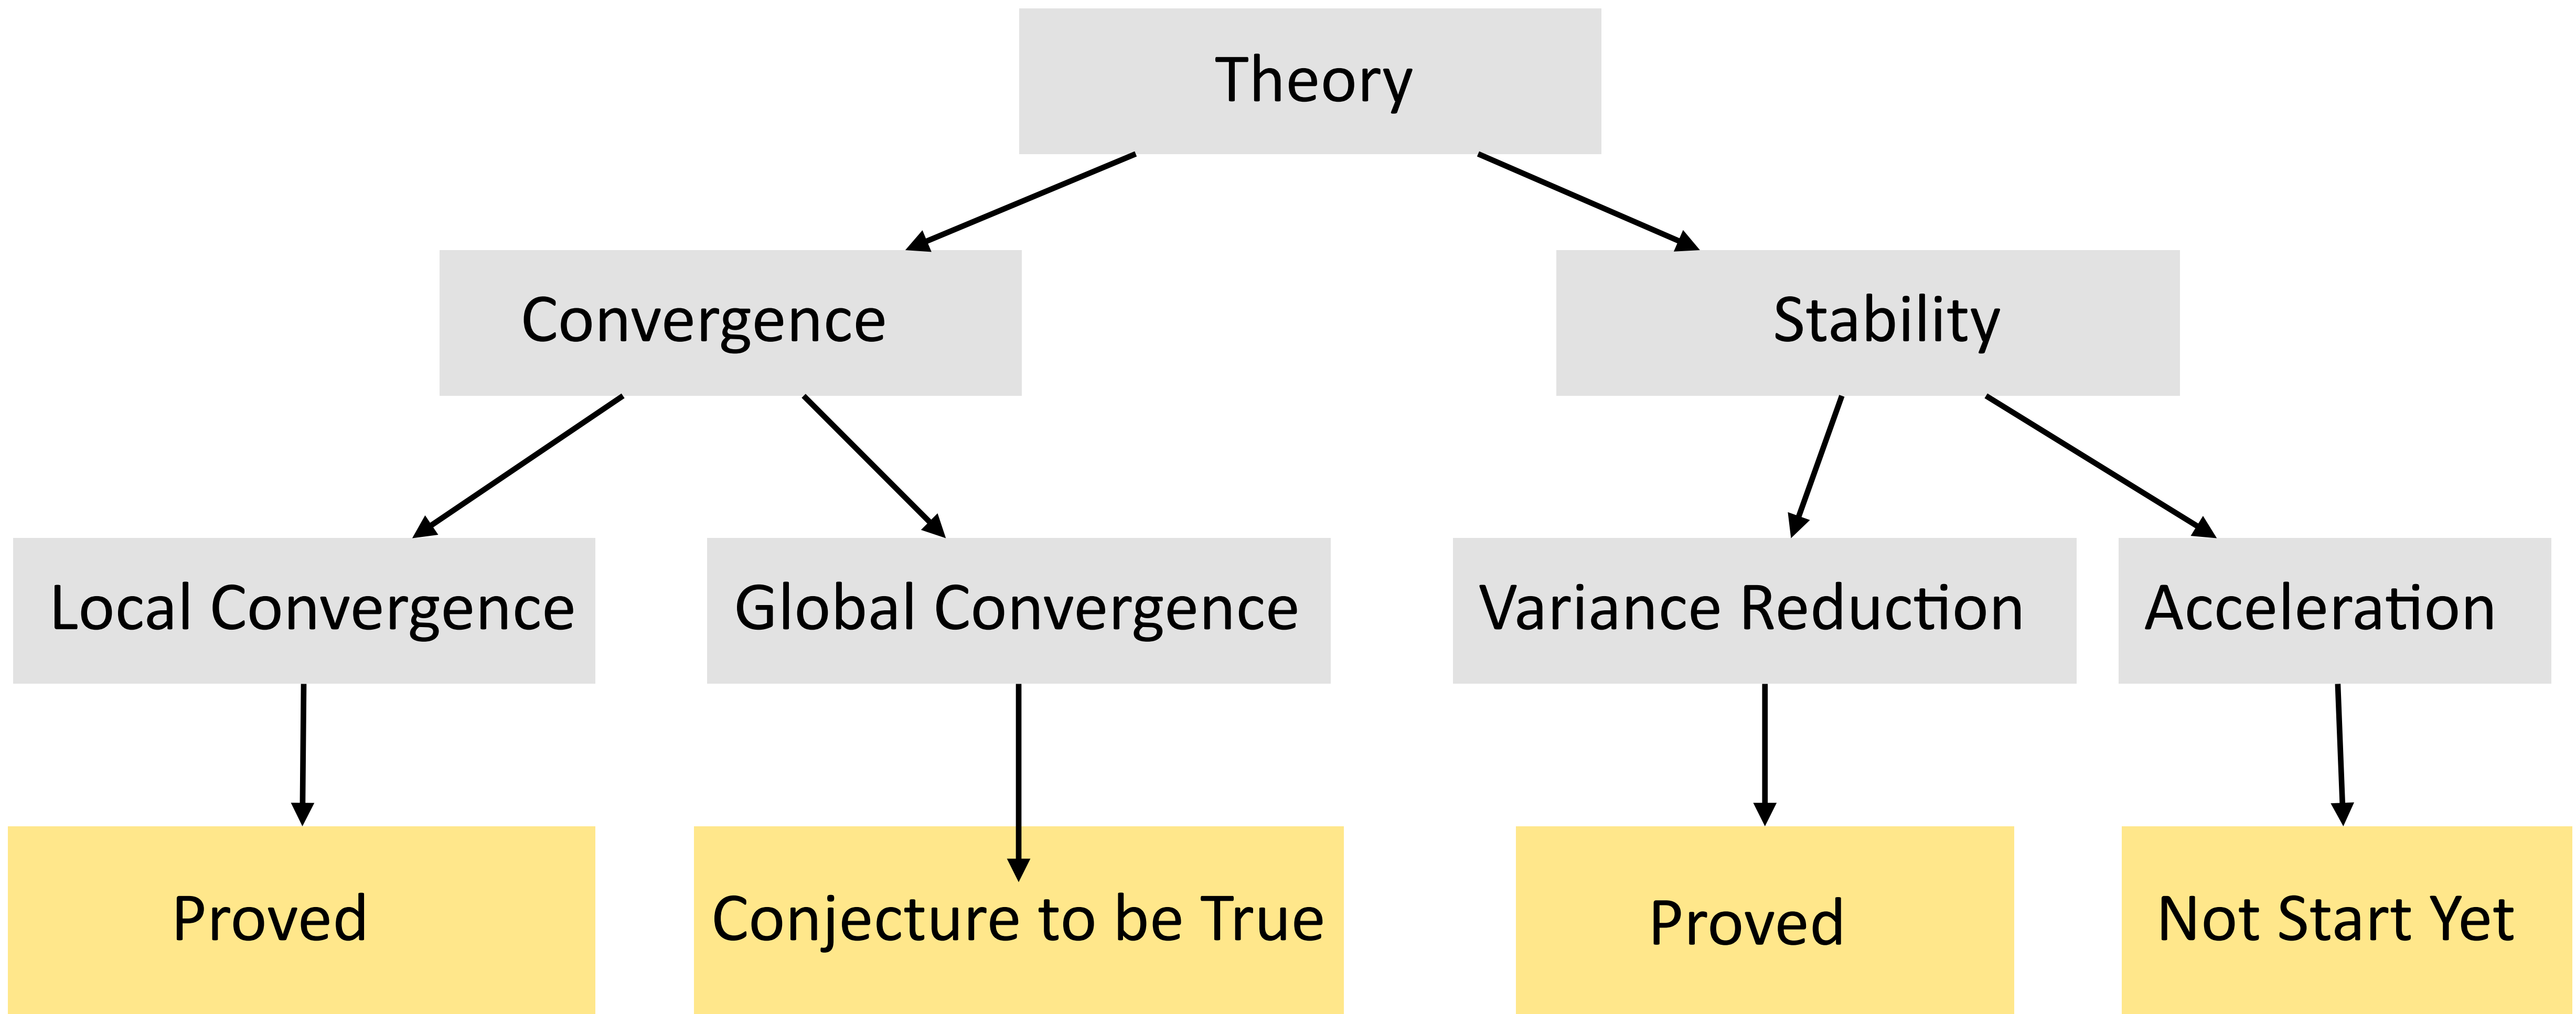 Theory
Convergence
Stability
Local Convergence
Global Convergence
Variance Reduction
Acceleration
Proved
Conjecture to be True
Proved
Not Start Yet